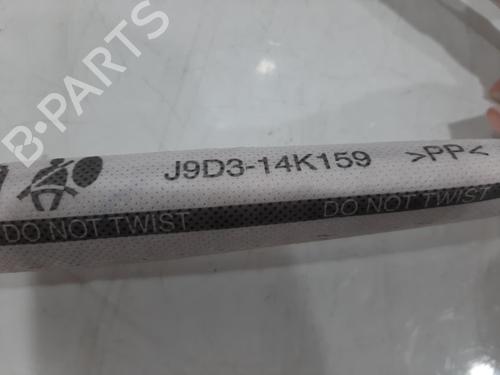 B-PARTS
J9D3-14K159 >PP<
DO NOT TWIST DO NOT TWIST